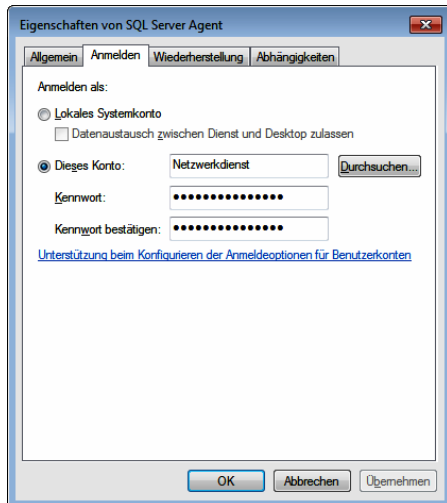 Eigenschaften von SQL Server Agent
Allgemein Anmelden Wiederherstellung Abhängigkeiten
Anmelden als:
Lokales Systemkonto
Datenaustausch zwischen Dienst und Desktop zulassen
Dieses Konto: Netzwerkdienst Durchsuchen...
Kennwort: ●●●●●●●●●●●●●●●
Kennwort bestätigen: ●●●●●●●●●●●●●●●
Unterstützung beim Konfigurieren der Anmeldeoptionen für Benutzerkonten
OK Abbrechen Übernehmen